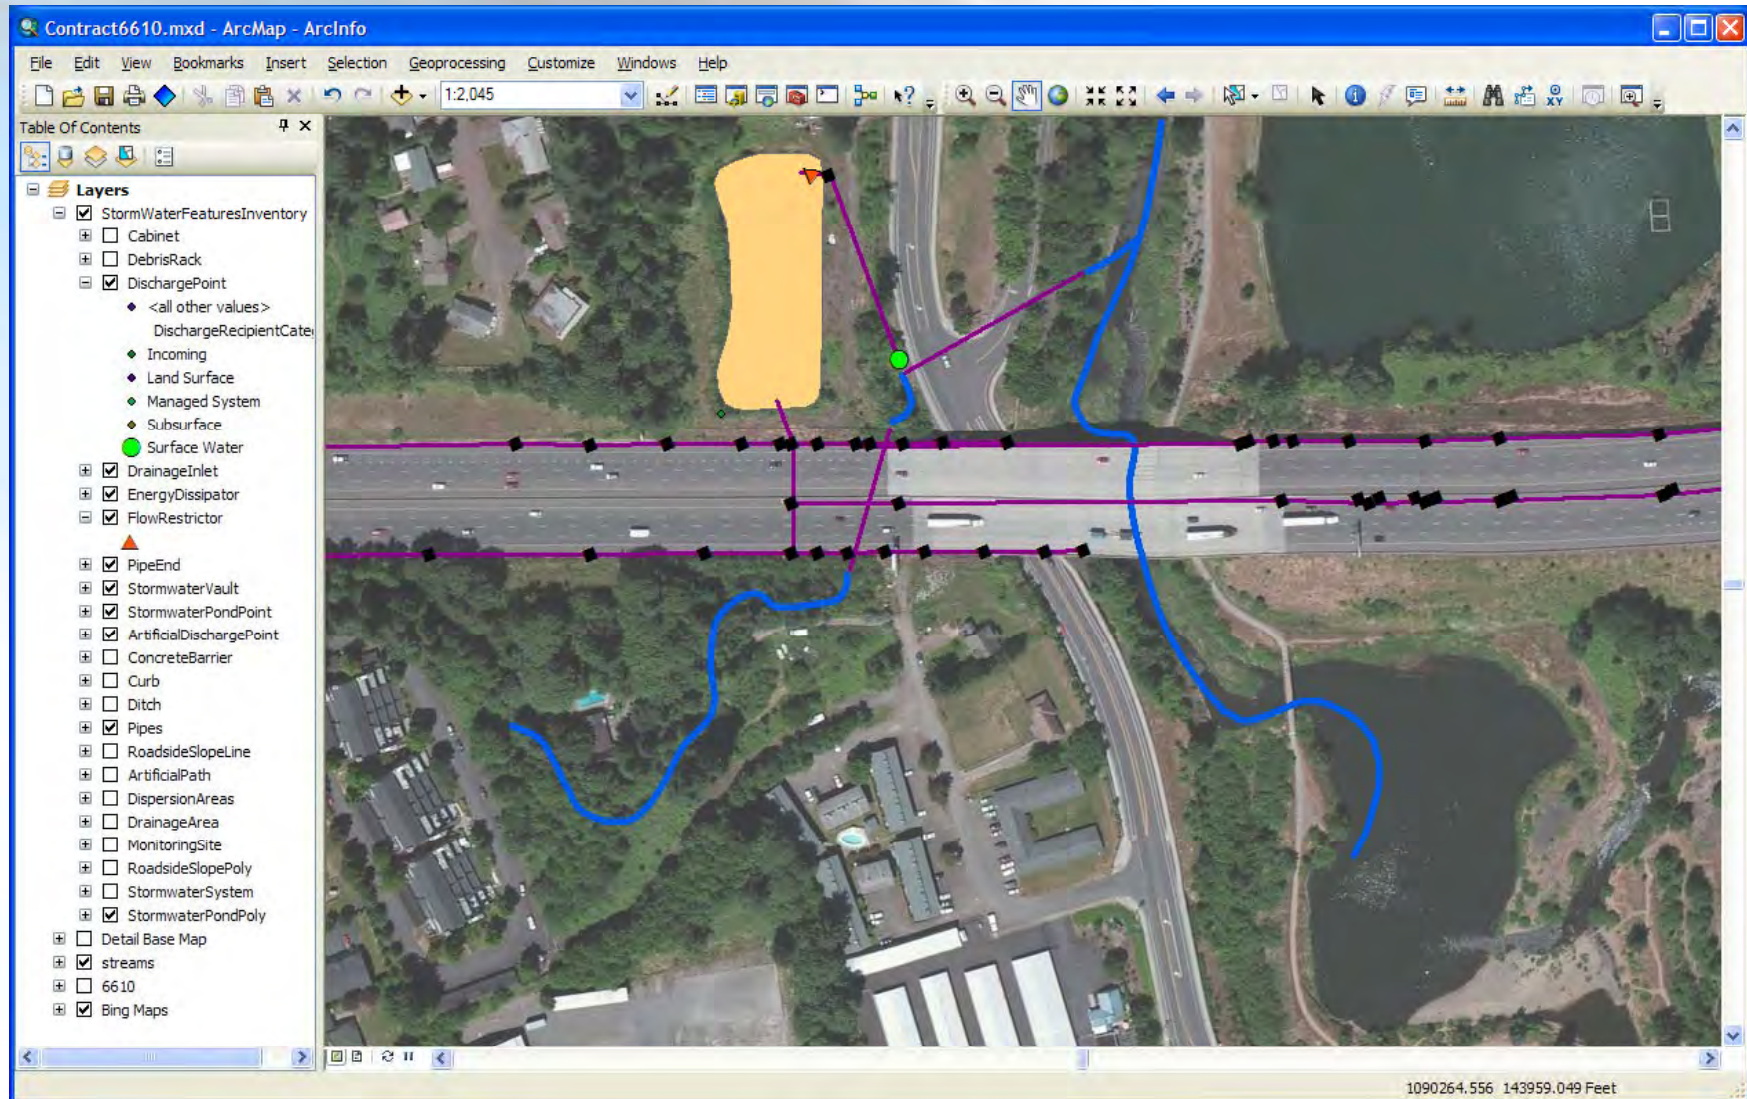 Contract6610.mxd - ArcMap - ArcInfo
File Edit View Bookmarks Insert Selection Geoprocessing Customize Windows Help
1:2,045
Table Of Contents
Layers
StormWaterFeaturesInventory
Cabinet
DebrisRack
DischargePoint
<all other values>
DischargeRecipientCate
Incoming
Land Surface
Managed System
Subsurface
Surface Water
DrainageInlet
EnergyDissipator
FlowRestrictor
PipeEnd
StormwaterVault
StormwaterPondPoint
ArtificialDischargePoint
ConcreteBarrier
Curb
Ditch
Pipes
RoadsideSlopeLine
ArtificialPath
DispersionAreas
DrainageArea
MonitoringSite
RoadsideSlopePoly
StormwaterSystem
StormwaterPondPoly
Detail Base Map
streams
6610
Bing Maps
1090264.556 143959.049 Feet